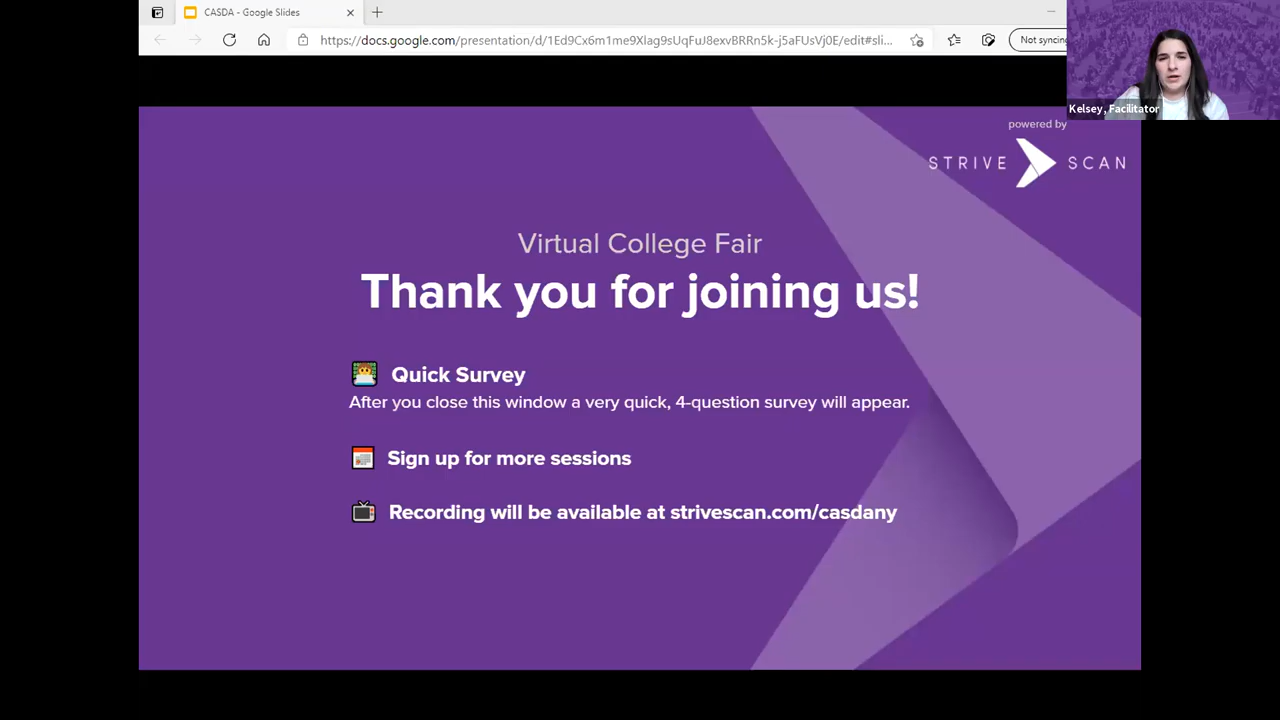 CASDA - Google Slides
https://docs.google.com/presentation/d/1Ed9Cx6m1me9XIag9sUqFuJ8exvBRRn5k-j5aFUsVj0E/edit#sli...
Not syncing
Kelsey, Facilitator
powered by
STRIVE SCAN
Virtual College Fair
Thank you for joining us!
Quick Survey
After you close this window a very quick, 4-question survey will appear.
Sign up for more sessions
Recording will be available at strivescan.com/casdany